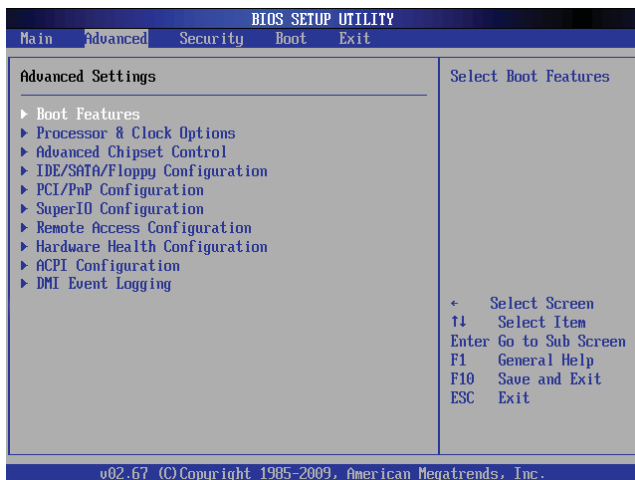 BIOS SETUP UTILITY
Main Advanced Security Boot Exit
Advanced Settings
Boot Features
Processor & Clock Options
Advanced Chipset Control
IDE/SATA/Floppy Configuration
PCI/PnP Configuration
SuperIO Configuration
Remote Access Configuration
Hardware Health Configuration
ACPI Configuration
DMI Event Logging
Select Boot Features
← Select Screen
↑↓ Select Item
Enter Go to Sub Screen
F1 General Help
F10 Save and Exit
ESC Exit
v02.67 (C)Copyright 1985-2009, American Megatrends, Inc.